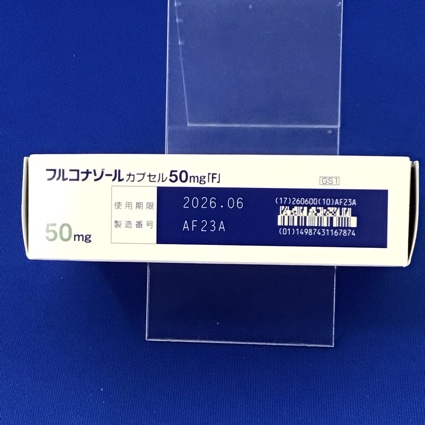 フルコナゾールカプセル50mg「F」
GS1
使用期限 2026.06
製造番号 AF23A
(17)260600(10)AF23A
(01)14987431167874
50mg